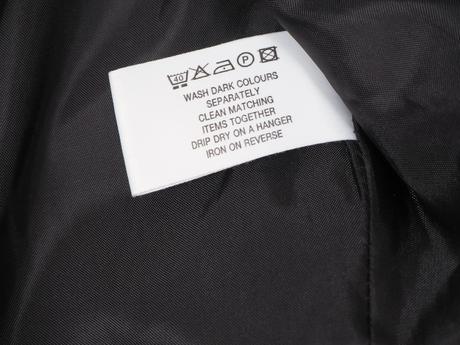 40 P
WASH DARK COLOURS
SEPARATELY
CLEAN MATCHING
ITEMS TOGETHER
DRIP DRY ON A HANGER
IRON ON REVERSE